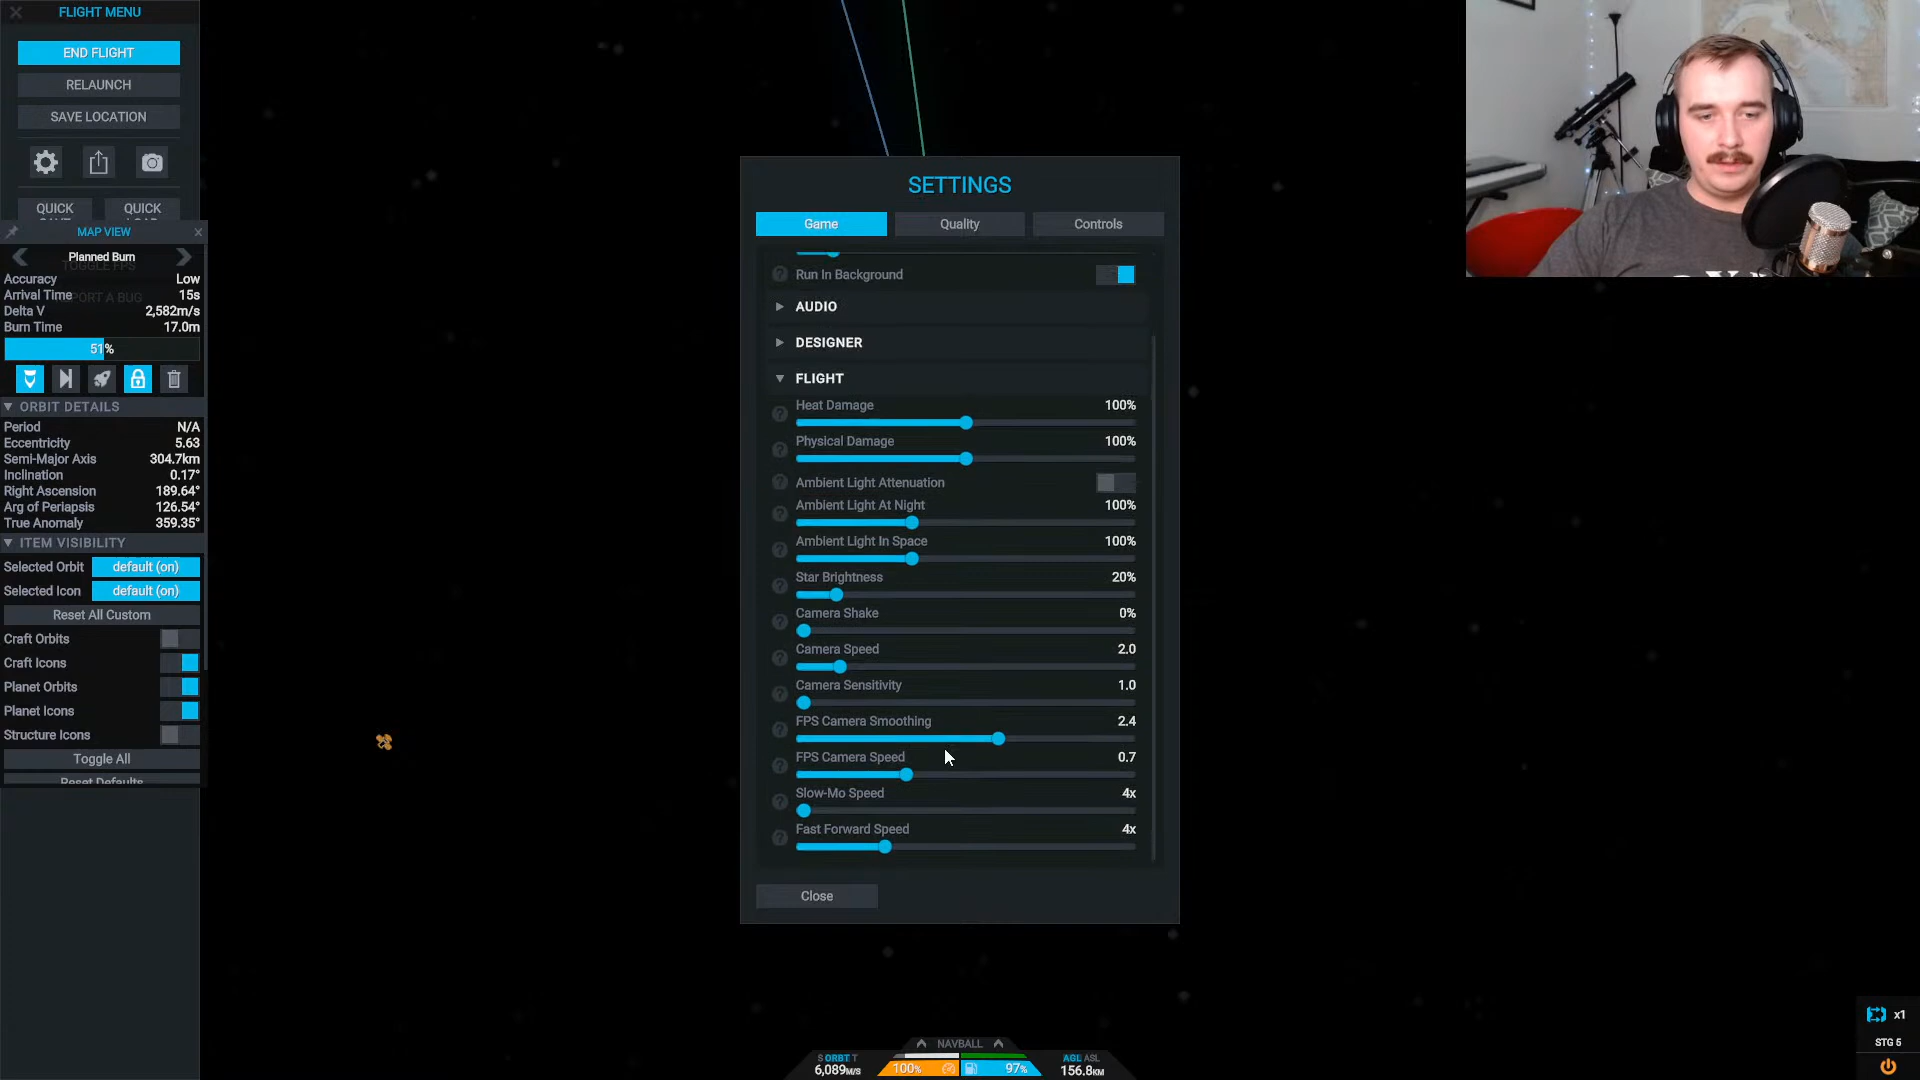 FLIGHT MENU
END FLIGHT
RELAUNCH
SAVE LOCATION
QUICK QUICK
MAP VIEW
Planned Burn
Accuracy Low
Arrival Time 15s
Delta V 2,582m/s
Burn Time 17.0m
51%
ORBIT DETAILS
Period N/A
Eccentricity 5.63
Semi-Major Axis 304.7km
Inclination 0.17°
Right Ascension 189.64°
Arg of Periapsis 126.54°
True Anomaly 359.35°
ITEM VISIBILITY
Selected Orbit default (on)
Selected Icon default (on)
Reset All Custom
Craft Orbits
Craft Icons
Planet Orbits
Planet Icons
Structure Icons
Toggle All
Reset Defaults
SETTINGS
Game Quality Controls
Run In Background
AUDIO
DESIGNER
FLIGHT
Heat Damage 100%
Physical Damage 100%
Ambient Light Attenuation
Ambient Light At Night 100%
Ambient Light In Space 100%
Star Brightness 20%
Camera Shake 0%
Camera Speed 2.0
Camera Sensitivity 1.0
FPS Camera Smoothing 2.4
FPS Camera Speed 0.7
Slow-Mo Speed 4x
Fast Forward Speed 4x
Close
NAVBALL
S ORBT T AGL ASL
6,089M/S 100% 97% 156.8KM
x1
STG 5